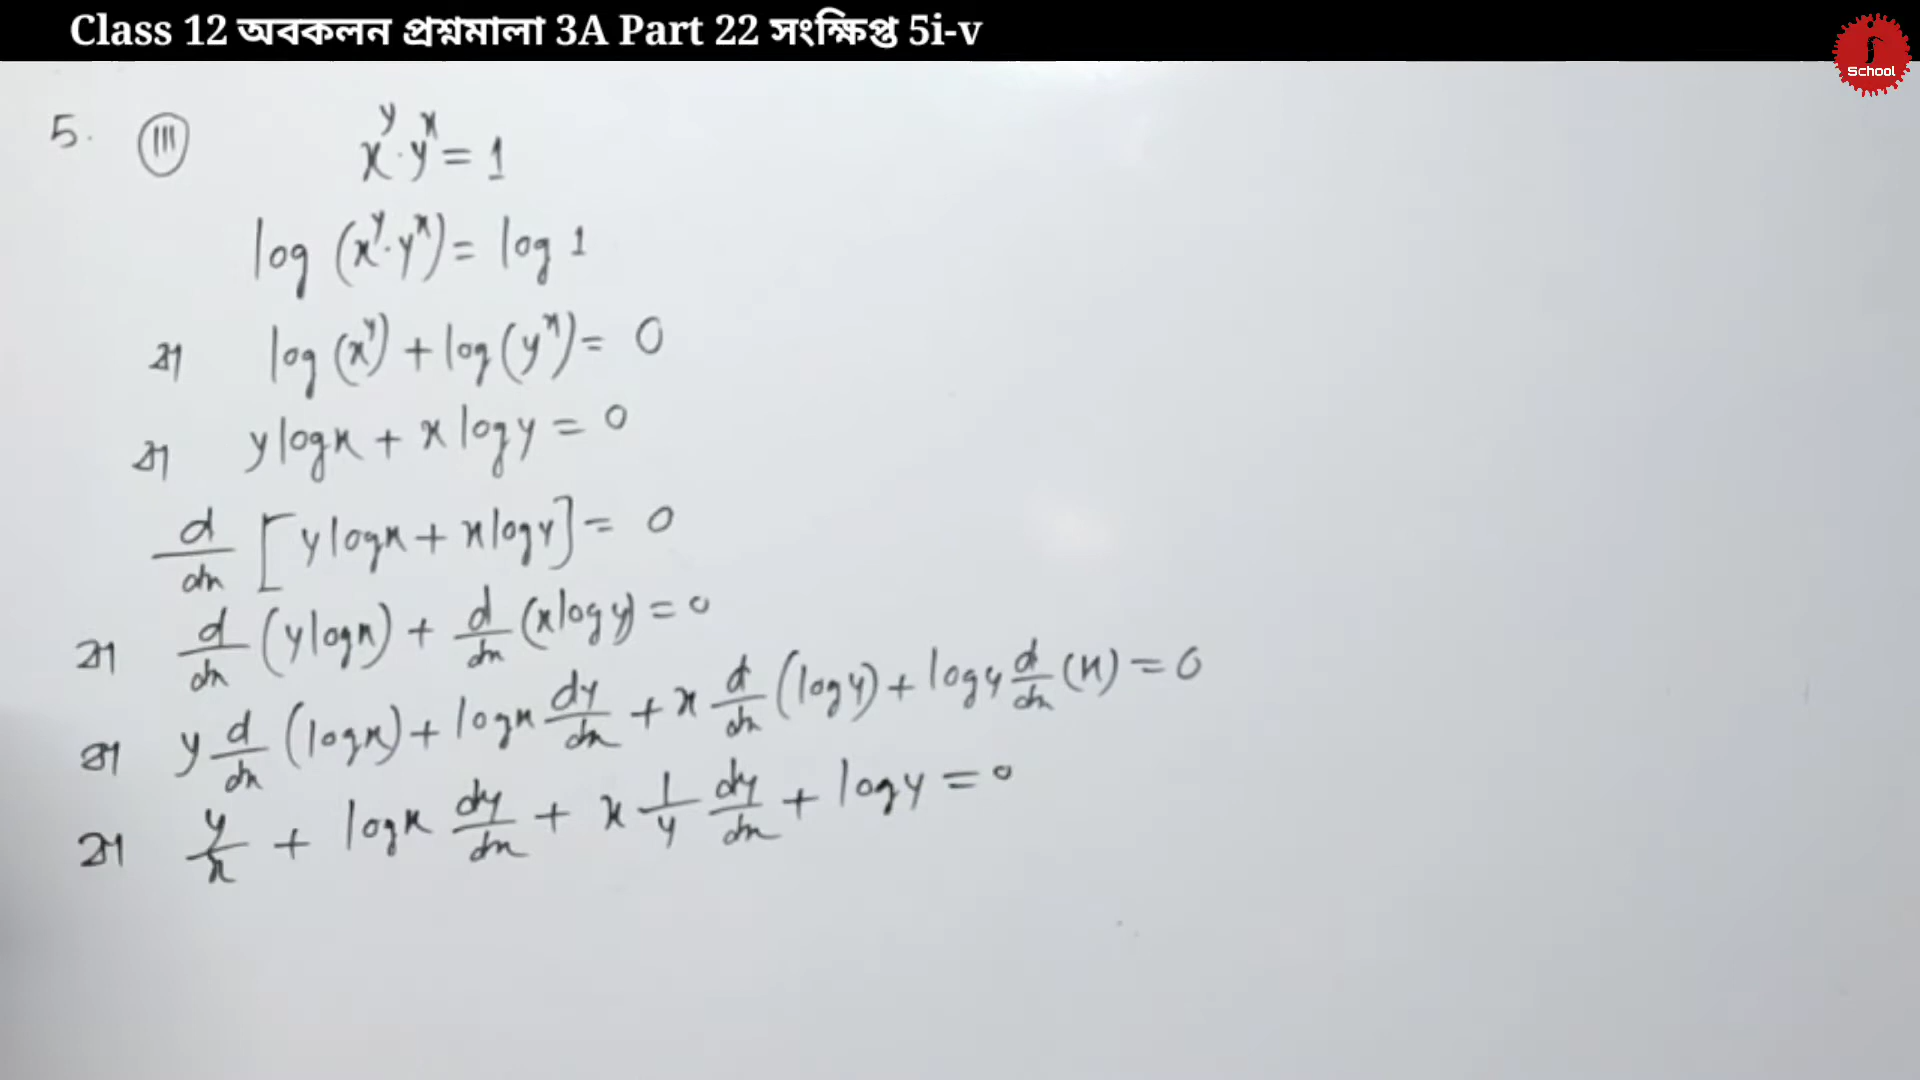 Class 12 অবকলন প্রশ্নমালা 3A Part 22 সংক্ষিপ্ত 5i-v
School
5. (III) x^y · y^x = 1
log (x^y · y^x) = log 1
বা log (x^y) + log (y^x) = 0
বা y log x + x log y = 0
d/dx [y log x + x log y] = 0
বা d/dx (y log x) + d/dx (x log y) = 0
বা y d/dx (log x) + log x dy/dx + x d/dx (log y) + log y d/dx (x) = 0
বা y/x + log x dy/dx + x 1/y dy/dx + log y = 0